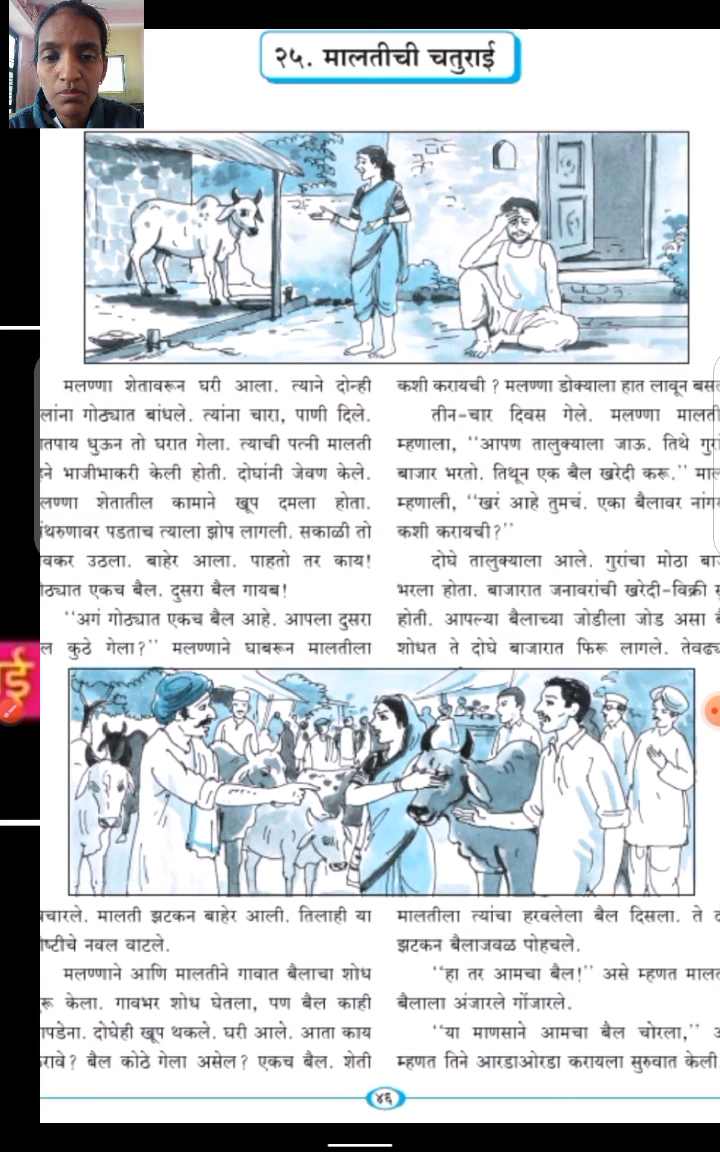 २५. मालतीची चतुराई
मलण्णा शेतावरून घरी आला. त्याने दोन्ही
लांना गोठ्यात बांधले. त्यांना चारा, पाणी दिले.
तपाय धुऊन तो घरात गेला. त्याची पत्नी मालती
ने भाजीभाकरी केली होती. दोघांनी जेवण केले.
लण्णा शेतातील कामाने खूप दमला होता.
थरुणावर पडताच त्याला झोप लागली. सकाळी तो
वकर उठला. बाहेर आला. पाहतो तर काय!
ठ्यात एकच बैल. दुसरा बैल गायब!
"अगं गोठ्यात एकच बैल आहे. आपला दुसरा
ल कुठे गेला?" मलण्णाने घाबरून मालतीला
चारले. मालती झटकन बाहेर आली. तिलाही या
ष्टीचे नवल वाटले.
मलण्णाने आणि मालतीने गावात बैलाचा शोध
रू केला. गावभर शोध घेतला, पण बैल काही
पडेना. दोघेही खूप थकले. घरी आले. आता काय
रावे? बैल कोठे गेला असेल? एकच बैल. शेती
कशी करायची ? मलण्णा डोक्याला हात लावून बसत
तीन-चार दिवस गेले. मलण्णा मालती
म्हणाला, "आपण तालुक्याला जाऊ. तिथे गुरां
बाजार भरतो. तिथून एक बैल खरेदी करू." माल
म्हणाली, "खरं आहे तुमचं. एका बैलावर नांगर
कशी करायची?"
दोघे तालुक्याला आले. गुरांचा मोठा बा
भरला होता. बाजारात जनावरांची खरेदी-विक्री सु
होती. आपल्या बैलाच्या जोडीला जोड असा बै
शोधत ते दोघे बाजारात फिरू लागले. तेवढ्य
मालतीला त्यांचा हरवलेला बैल दिसला. ते दो
झटकन बैलाजवळ पोहचले.
"हा तर आमचा बैल!" असे म्हणत मालत
बैलाला अंजारले गोंजारले.
"या माणसाने आमचा बैल चोरला," अ
म्हणत तिने आरडाओरडा करायला सुरुवात केली
ई
४६